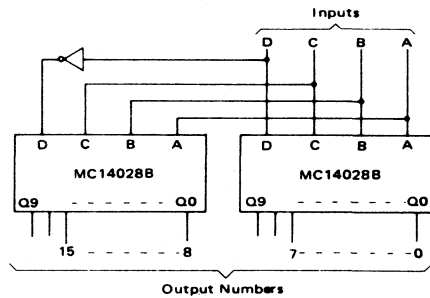 Inputs
D C B A
D C B A D C B A
MC14028B MC14028B
Q9 Q0 Q9 Q0
15 - - - - - - - - 8 7 - - - - - - - - 0
Output Numbers